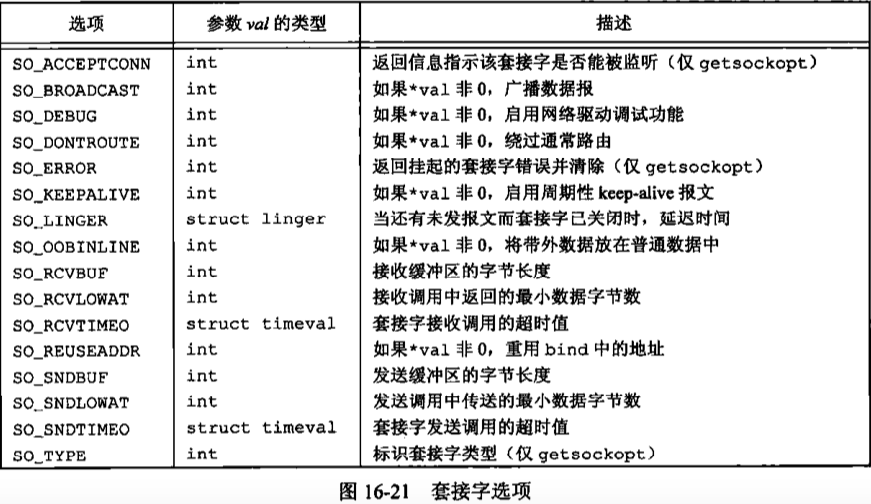 选项 参数 val 的类型 描述
SO_ACCEPTCONN int 返回信息指示该套接字是否能被监听（仅 getsockopt）
SO_BROADCAST int 如果*val 非 0，广播数据报
SO_DEBUG int 如果*val 非 0，启用网络驱动调试功能
SO_DONTROUTE int 如果*val 非 0，绕过通常路由
SO_ERROR int 返回挂起的套接字错误并清除（仅 getsockopt）
SO_KEEPALIVE int 如果*val 非 0，启用周期性 keep-alive 报文
SO_LINGER struct linger 当还有未发报文而套接字已关闭时，延迟时间
SO_OOBINLINE int 如果*val 非 0，将带外数据放在普通数据中
SO_RCVBUF int 接收缓冲区的字节长度
SO_RCVLOWAT int 接收调用中返回的最小数据字节数
SO_RCVTIMEO struct timeval 套接字接收调用的超时值
SO_REUSEADDR int 如果*val 非 0，重用 bind 中的地址
SO_SNDBUF int 发送缓冲区的字节长度
SO_SNDLOWAT int 发送调用中传送的最小数据字节数
SO_SNDTIMEO struct timeval 套接字发送调用的超时值
SO_TYPE int 标识套接字类型（仅 getsockopt）
图 16-21 套接字选项